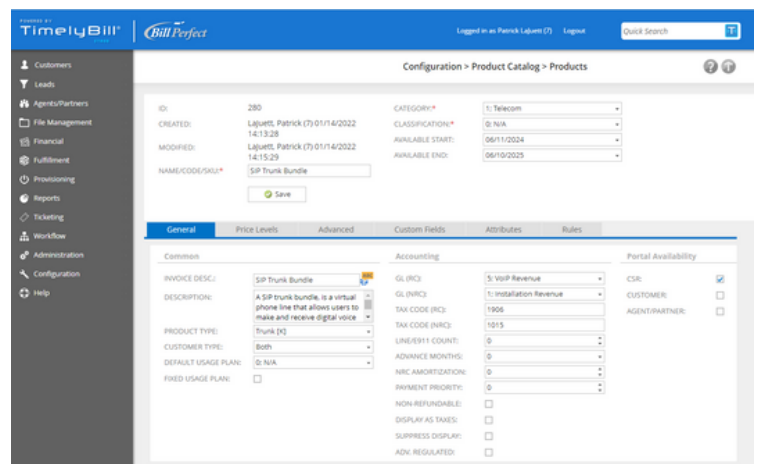 POWERED BY
TimelyBill®
Bill Perfect
Logged in as Patrick Lajuett (7) Logout
Quick Search
T
Customers
Leads
Agents/Partners
File Management
Financial
Fulfillment
Provisioning
Reports
Ticketing
Workflow
Administration
Configuration
Help
Configuration > Product Catalog > Products
? T
ID: 280
CREATED: Lajuett, Patrick (7) 01/14/2022
14:13:28
MODIFIED: Lajuett, Patrick (7) 01/14/2022
14:15:29
NAME/CODE/SKU:* SIP Trunk Bundle
Save
CATEGORY:* 1: Telecom
CLASSIFICATION:* 0: N/A
AVAILABLE START: 06/11/2024
AVAILABLE END: 06/10/2025
General Price Levels Advanced Custom Fields Attributes Rules
Common
INVOICE DESC.: SIP Trunk Bundle
DESCRIPTION: A SIP trunk bundle, is a virtual
phone line that allows users to
make and receive digital voice
PRODUCT TYPE: Trunk [K]
CUSTOMER TYPE: Both
DEFAULT USAGE PLAN: 0: N/A
FIXED USAGE PLAN:
Accounting
GL (RC): 5: VoIP Revenue
GL (NRC): 1: Installation Revenue
TAX CODE (RC): 1906
TAX CODE (NRC): 1015
LINE/E911 COUNT: 0
ADVANCE MONTHS: 0
NRC AMORTIZATION: 0
PAYMENT PRIORITY: 0
NON-REFUNDABLE:
DISPLAY AS TAXES:
SUPPRESS DISPLAY:
ADV. REGULATED:
Portal Availability
CSR:
CUSTOMER:
AGENT/PARTNER: